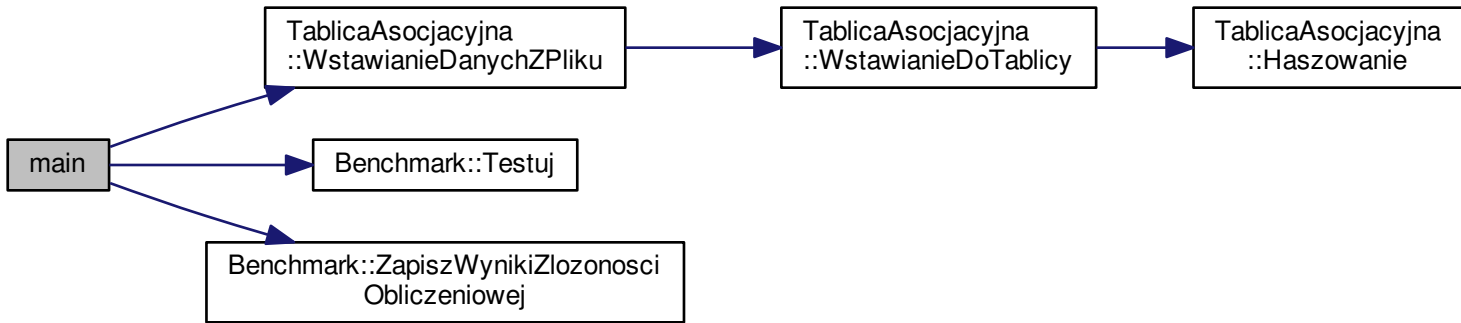 TablicaAsocjacyjna
::WstawianieDanychZPliku
TablicaAsocjacyjna
::WstawianieDoTablicy
TablicaAsocjacyjna
::Haszowanie
main
Benchmark::Testuj
Benchmark::ZapiszWynikiZlozonosci
Obliczeniowej